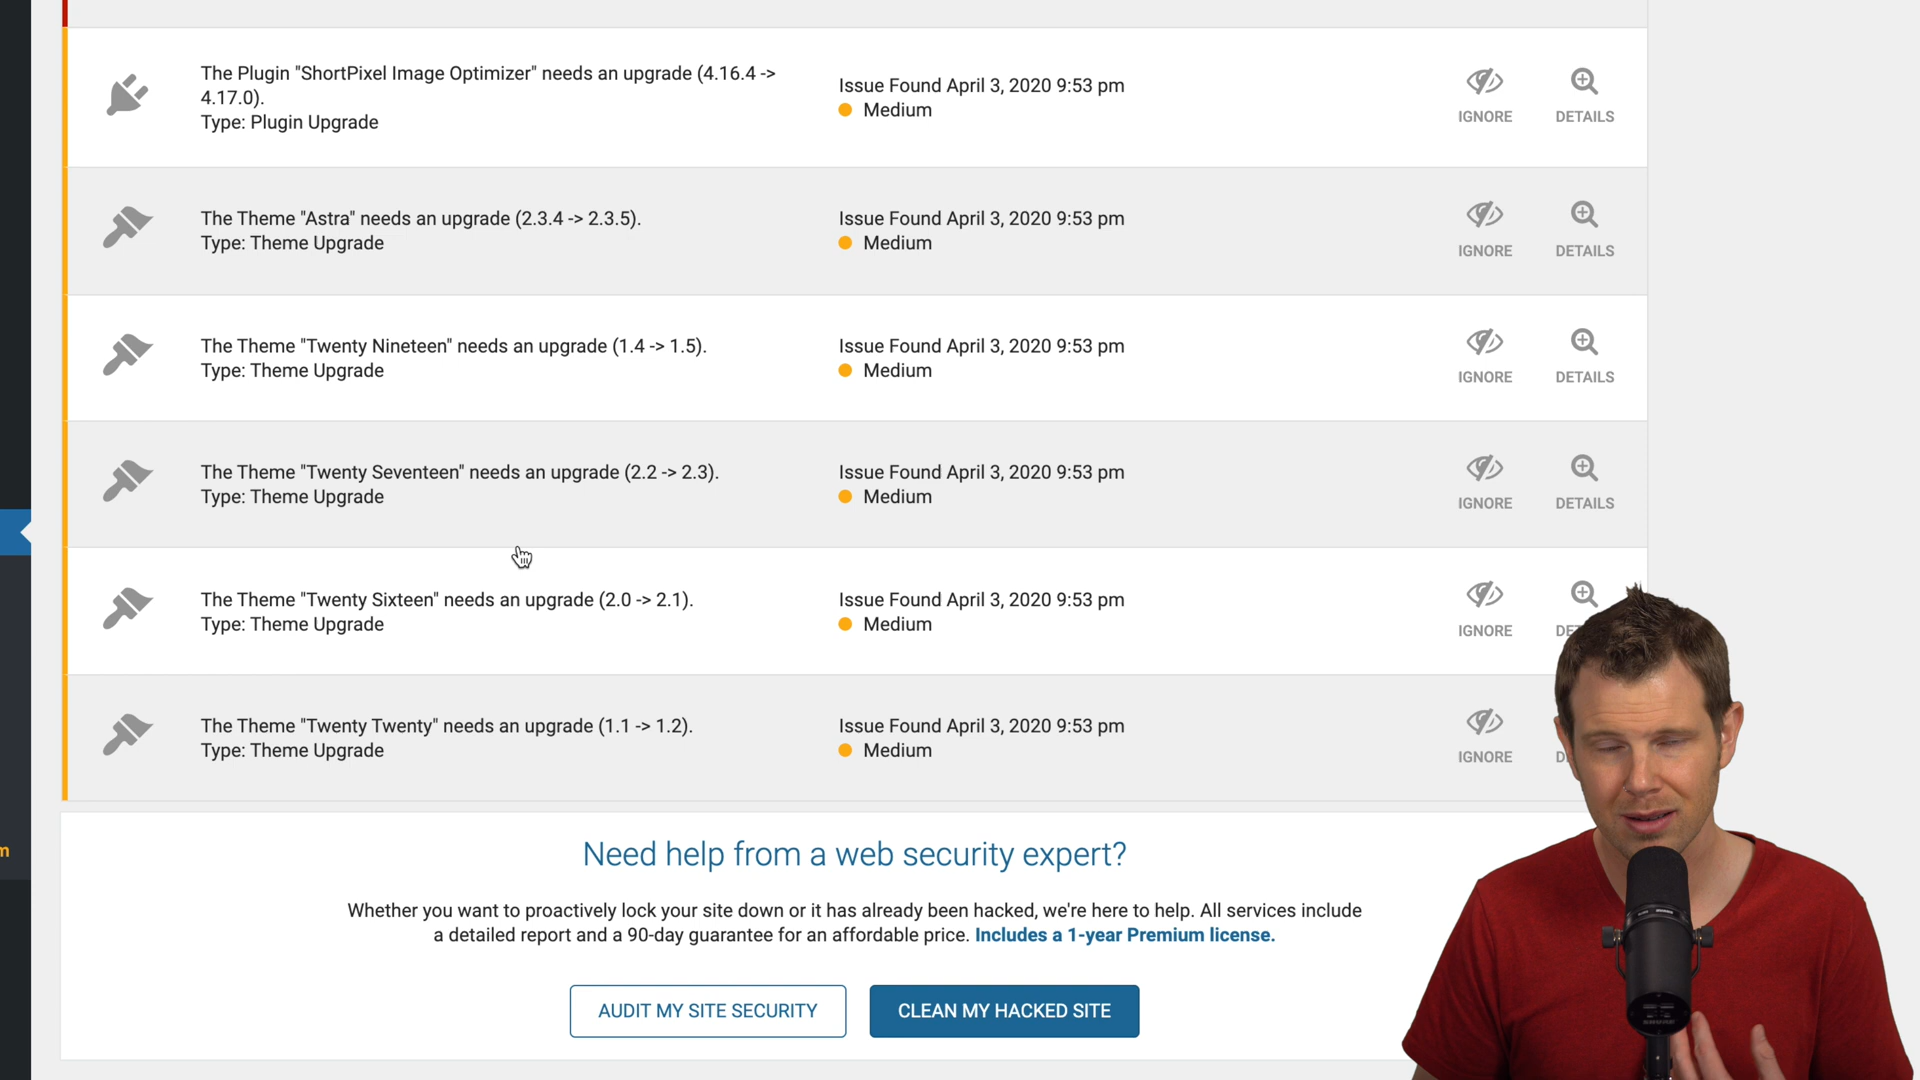 The Plugin "ShortPixel Image Optimizer" needs an upgrade (4.16.4 ->
4.17.0).
Type: Plugin Upgrade
Issue Found April 3, 2020 9:53 pm
Medium
IGNORE
DETAILS
The Theme "Astra" needs an upgrade (2.3.4 -> 2.3.5).
Type: Theme Upgrade
Issue Found April 3, 2020 9:53 pm
Medium
IGNORE
DETAILS
The Theme "Twenty Nineteen" needs an upgrade (1.4 -> 1.5).
Type: Theme Upgrade
Issue Found April 3, 2020 9:53 pm
Medium
IGNORE
DETAILS
The Theme "Twenty Seventeen" needs an upgrade (2.2 -> 2.3).
Type: Theme Upgrade
Issue Found April 3, 2020 9:53 pm
Medium
IGNORE
DETAILS
The Theme "Twenty Sixteen" needs an upgrade (2.0 -> 2.1).
Type: Theme Upgrade
Issue Found April 3, 2020 9:53 pm
Medium
IGNORE
The Theme "Twenty Twenty" needs an upgrade (1.1 -> 1.2).
Type: Theme Upgrade
Issue Found April 3, 2020 9:53 pm
Medium
IGNORE
m
Need help from a web security expert?
Whether you want to proactively lock your site down or it has already been hacked, we're here to help. All services include
a detailed report and a 90-day guarantee for an affordable price. Includes a 1-year Premium license.
AUDIT MY SITE SECURITY
CLEAN MY HACKED SITE